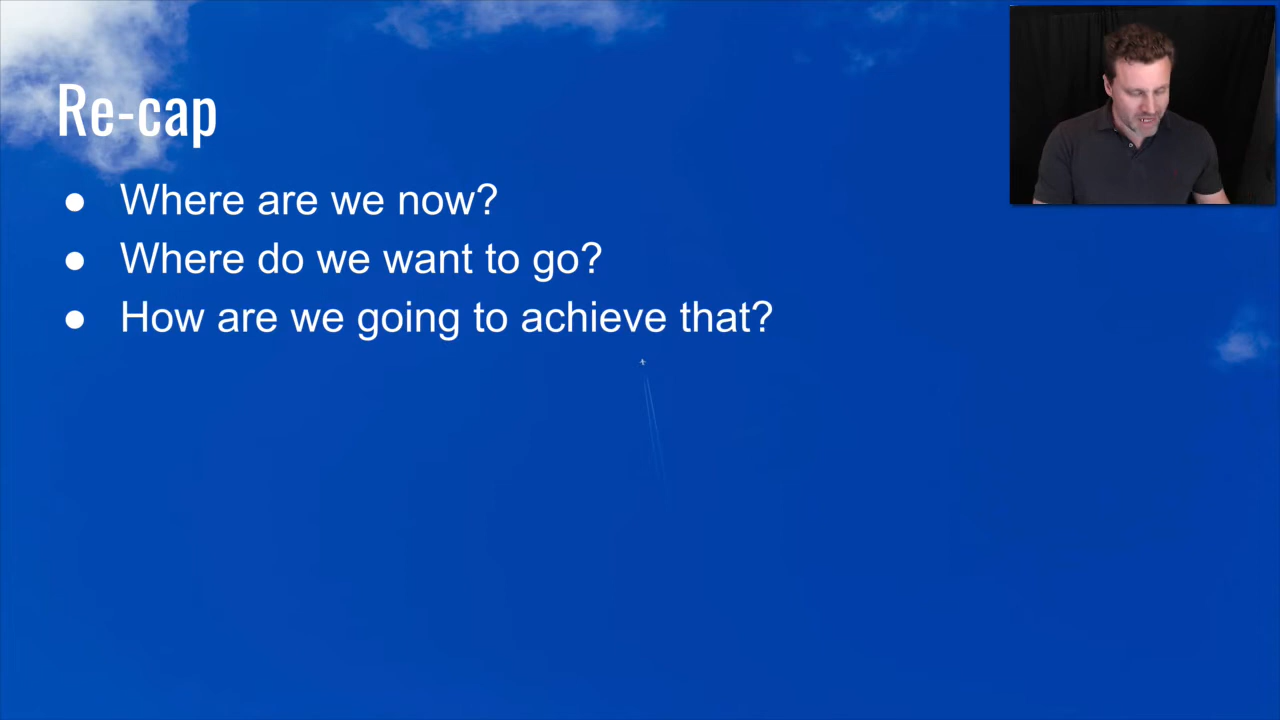 Re-cap
● Where are we now?
● Where do we want to go?
● How are we going to achieve that?